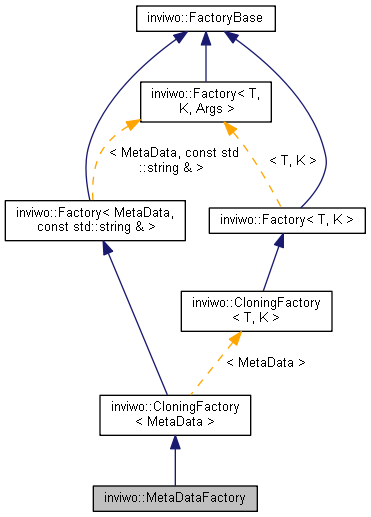 inviwo::FactoryBase
inviwo::Factory< T,
K, Args >
< MetaData, const std
::string & >
< T, K >
inviwo::Factory< MetaData,
const std::string & >
inviwo::Factory< T, K >
inviwo::CloningFactory
< T, K >
< MetaData >
inviwo::CloningFactory
< MetaData >
inviwo::MetaDataFactory